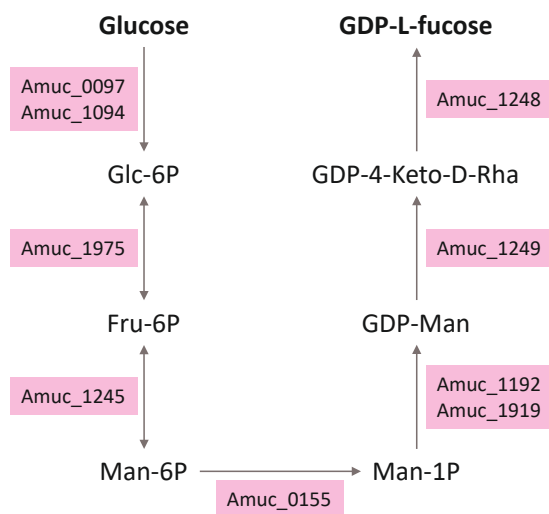 Glucose
Amuc_0097
Amuc_1094
Glc-6P
Amuc_1975
Fru-6P
Amuc_1245
Man-6P
Amuc_0155
Man-1P
Amuc_1192
Amuc_1919
GDP-Man
Amuc_1249
GDP-4-Keto-D-Rha
Amuc_1248
GDP-L-fucose